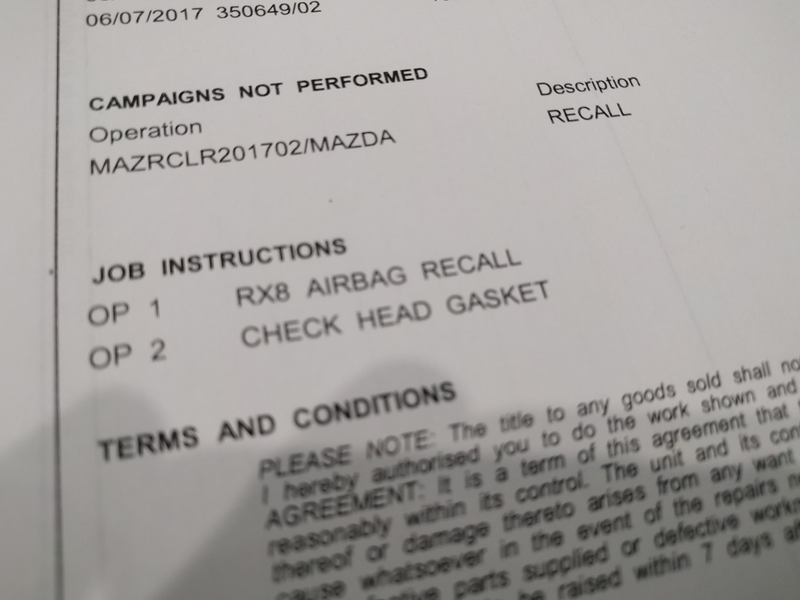 06/07/2017 350649/02
CAMPAIGNS NOT PERFORMED
Operation Description
MAZRCLR201702/MAZDA RECALL
JOB INSTRUCTIONS
OP 1 RX8 AIRBAG RECALL
OP 2 CHECK HEAD GASKET
TERMS AND CONDITIONS
PLEASE NOTE: The title to any goods sold shall no
I hereby authorised you to do the work shown and
AGREEMENT: It is a term of this agreement that
reasonably within its control. The unit and its con
thereof or damage thereto arises from any want
cause whatsoever in the event of the repairs
parts supplied or defective workm
be raised within 7 days